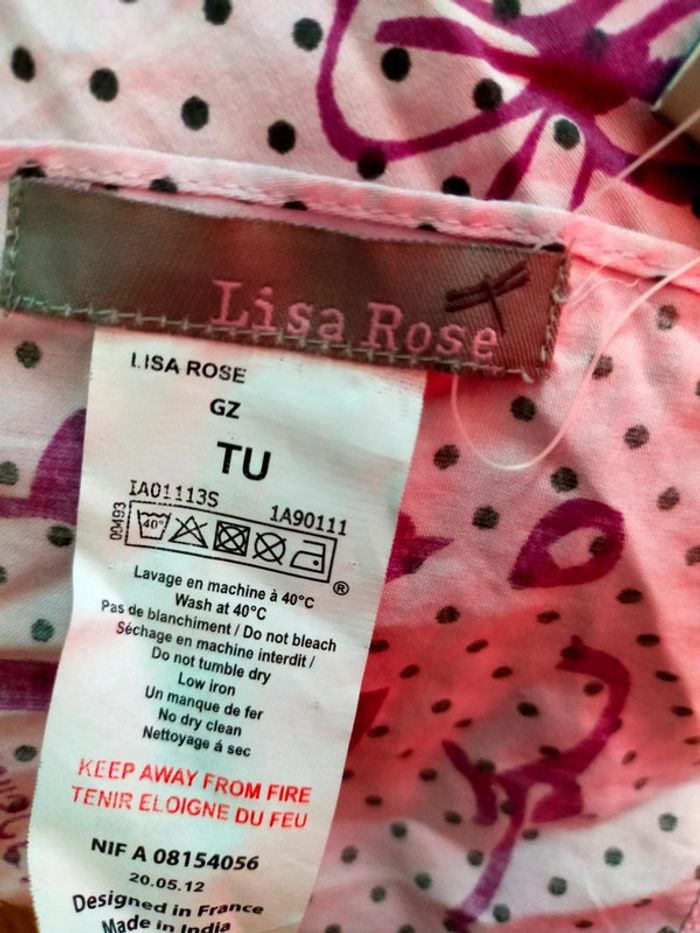 Lisa Rose
LISA ROSE
GZ
TU
IA01113S 1A90111
00493
40°
®
Lavage en machine à 40°C
Wash at 40°C
Pas de blanchiment / Do not bleach
Séchage en machine interdit /
Do not tumble dry
Low iron
Un manque de fer
No dry clean
Nettoyage á sec
KEEP AWAY FROM FIRE
TENIR ELOIGNE DU FEU
NIF A 08154056
20.05.12
Designed in France
Made in India